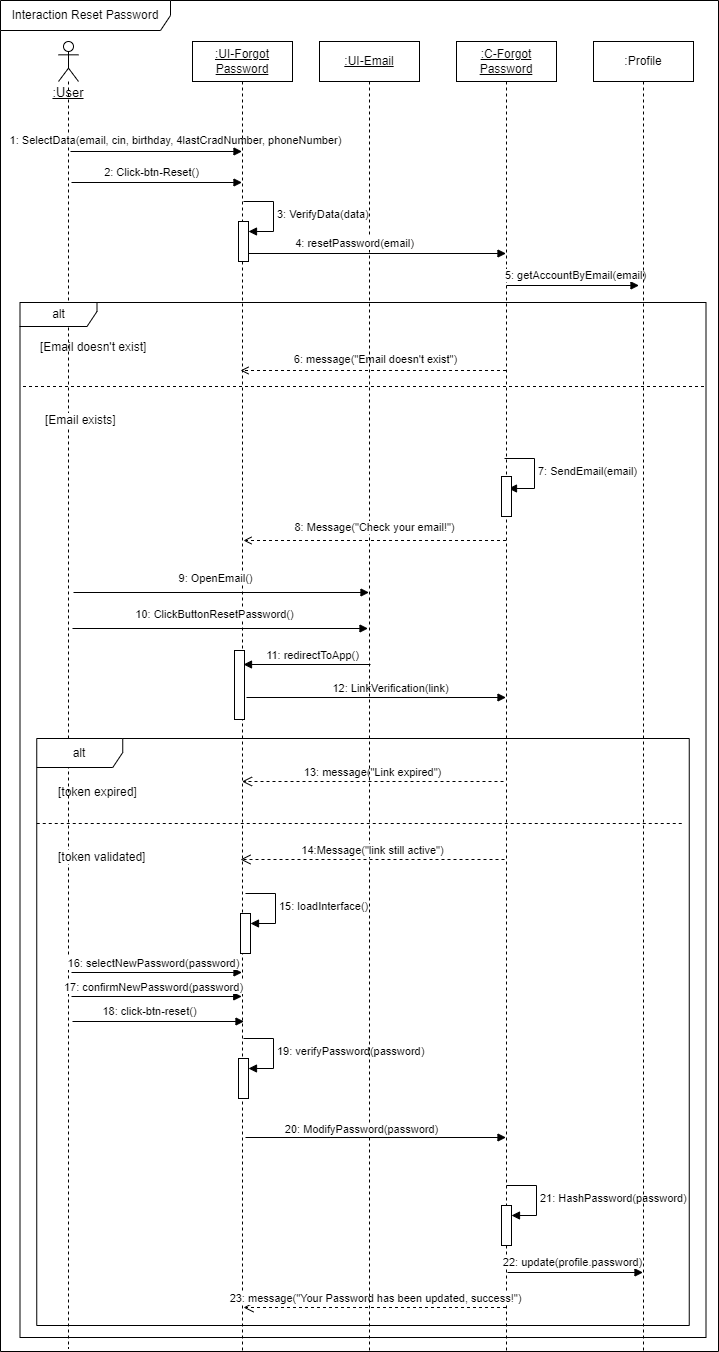 Interaction Reset Password
:User
:UI-Forgot
Password
:UI-Email
:C-Forgot
Password
:Profile
1: SelectData(email, cin, birthday, 4lastCradNumber, phoneNumber)
2: Click-btn-Reset()
3: VerifyData(data)
4: resetPassword(email)
5: getAccountByEmail(email)
alt
[Email doesn't exist]
6: message("Email doesn't exist")
[Email exists]
7: SendEmail(email)
8: Message("Check your email!")
9: OpenEmail()
10: ClickButtonResetPassword()
11: redirectToApp()
12: LinkVerification(link)
alt
13: message("Link expired")
[token expired]
14:Message("link still active")
[token validated]
15: loadInterface()
16: selectNewPassword(password)
17: confirmNewPassword(password)
18: click-btn-reset()
19: verifyPassword(password)
20: ModifyPassword(password)
21: HashPassword(password)
22: update(profile.password)
23: message("Your Password has been updated, success!")